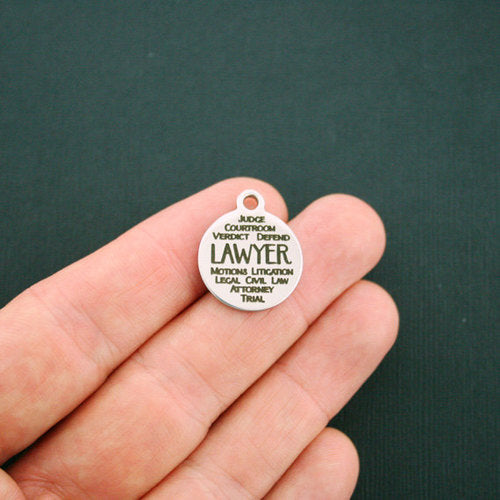 JUDGE
COURTROOM
VERDICT DEFEND
LAWYER
MOTIONS LITIGATION
LEGAL CIVIL LAW
ATTORNEY
TRIAL